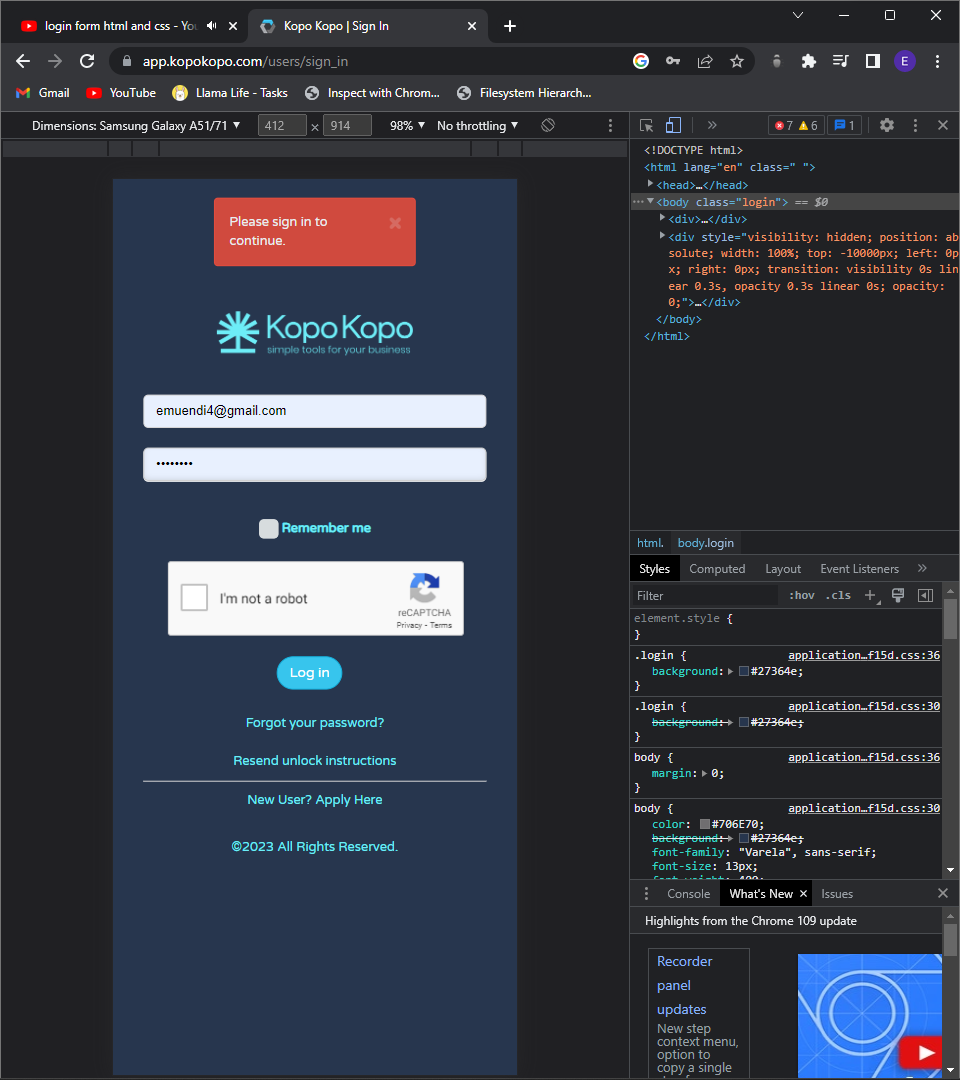 login form html and css - You
Kopo Kopo | Sign In
app.kopokopo.com/users/sign_in
E
Gmail
YouTube
Llama Life - Tasks
Inspect with Chrom...
Filesystem Hierarch...
Dimensions: Samsung Galaxy A51/71 ▼
412 × 914
98% ▼
No throttling ▼
Please sign in to
continue.
×
Kopo Kopo
simple tools for your business
emuendi4@gmail.com
••••••••
Remember me
I'm not a robot
reCAPTCHA
Privacy - Terms
Log in
Forgot your password?
Resend unlock instructions
New User? Apply Here
©2023 All Rights Reserved.
» 7 6 1
<!DOCTYPE html>
<html lang="en" class=" ">
<head>…</head>
<body class="login"> == $0
<div>…</div>
<div style="visibility: hidden; position: ab
solute; width: 100%; top: -10000px; left: 0p
x; right: 0px; transition: visibility 0s lin
ear 0.3s, opacity 0.3s linear 0s; opacity:
0;">…</div>
</body>
</html>
html. body.login
Styles Computed Layout Event Listeners »
Filter :hov .cls +
element.style {
}
.login { application…f15d.css:36
background: #27364e;
}
.login { application…f15d.css:30
background: #27364e;
}
body { application…f15d.css:36
margin: 0;
}
body { application…f15d.css:30
color: #706E70;
background: #27364e;
font-family: "Varela", sans-serif;
font-size: 13px;
font-weight: 400;
Console What's New × Issues
Highlights from the Chrome 109 update
Recorder
panel
updates
New step
context menu,
option to
copy a single